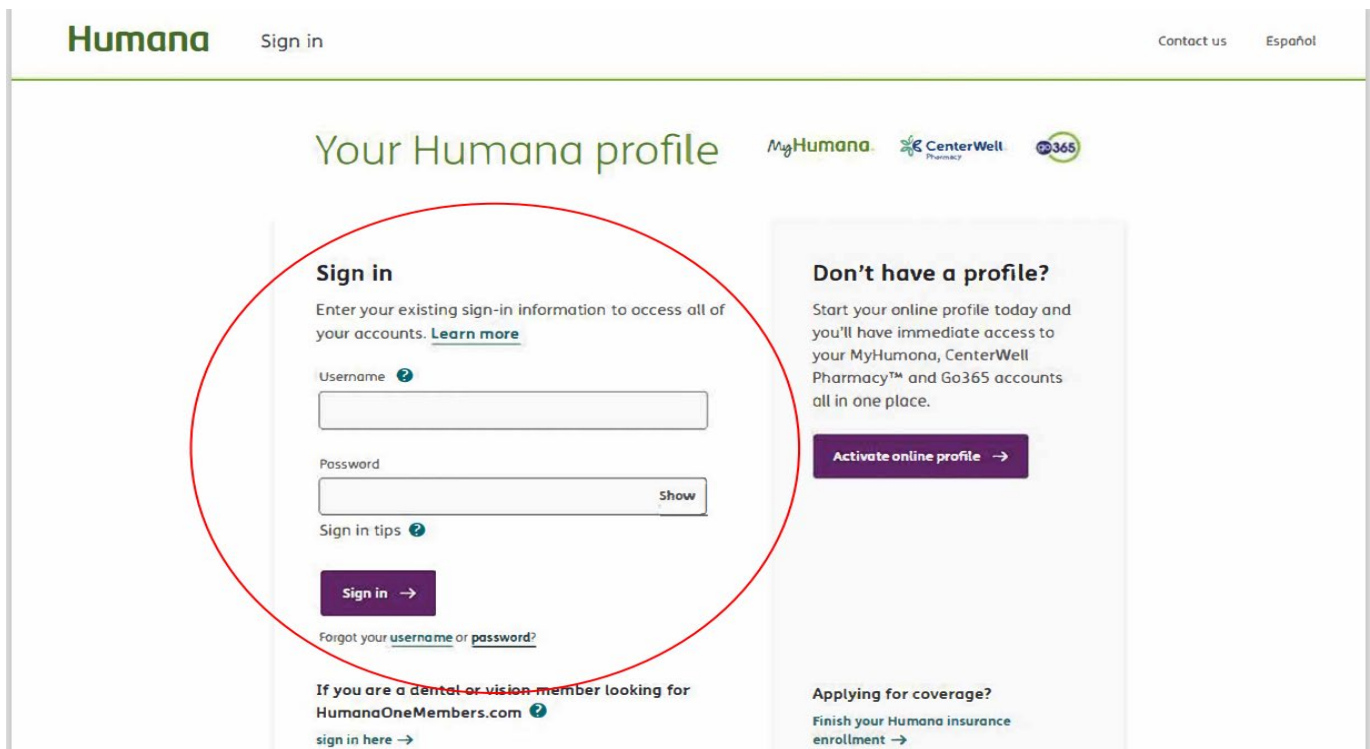 Humana Sign in Contact us Español
Your Humana profile MyHumana. CenterWell Pharmacy go365
Sign in
Enter your existing sign-in information to access all of
your accounts. Learn more
Username ?
Password
Show
Sign in tips ?
Sign in →
Forgot your username or password?
If you are a dental or vision member looking for
HumanaOneMembers.com ?
sign in here →
Don't have a profile?
Start your online profile today and
you'll have immediate access to
your MyHumana, CenterWell
Pharmacy™ and Go365 accounts
all in one place.
Activate online profile →
Applying for coverage?
Finish your Humana insurance
enrollment →